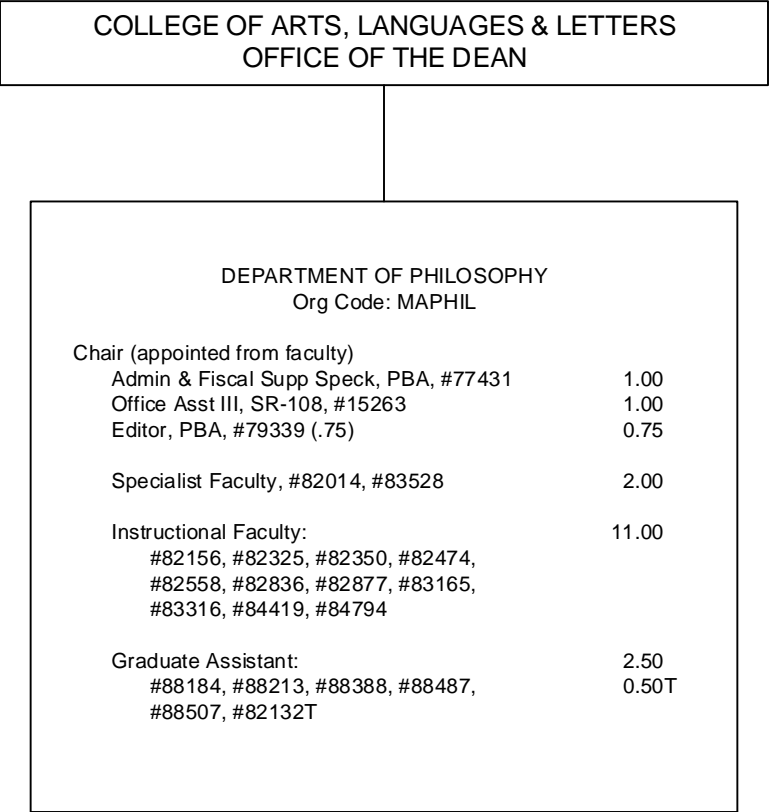 COLLEGE OF ARTS, LANGUAGES & LETTERS
OFFICE OF THE DEAN
DEPARTMENT OF PHILOSOPHY
Org Code: MAPHIL
Chair (appointed from faculty)
Admin & Fiscal Supp Speck, PBA, #77431 1.00
Office Asst III, SR-108, #15263 1.00
Editor, PBA, #79339 (.75) 0.75
Specialist Faculty, #82014, #83528 2.00
Instructional Faculty: 11.00
#82156, #82325, #82350, #82474,
#82558, #82836, #82877, #83165,
#83316, #84419, #84794
Graduate Assistant: 2.50
#88184, #88213, #88388, #88487, 0.50T
#88507, #82132T